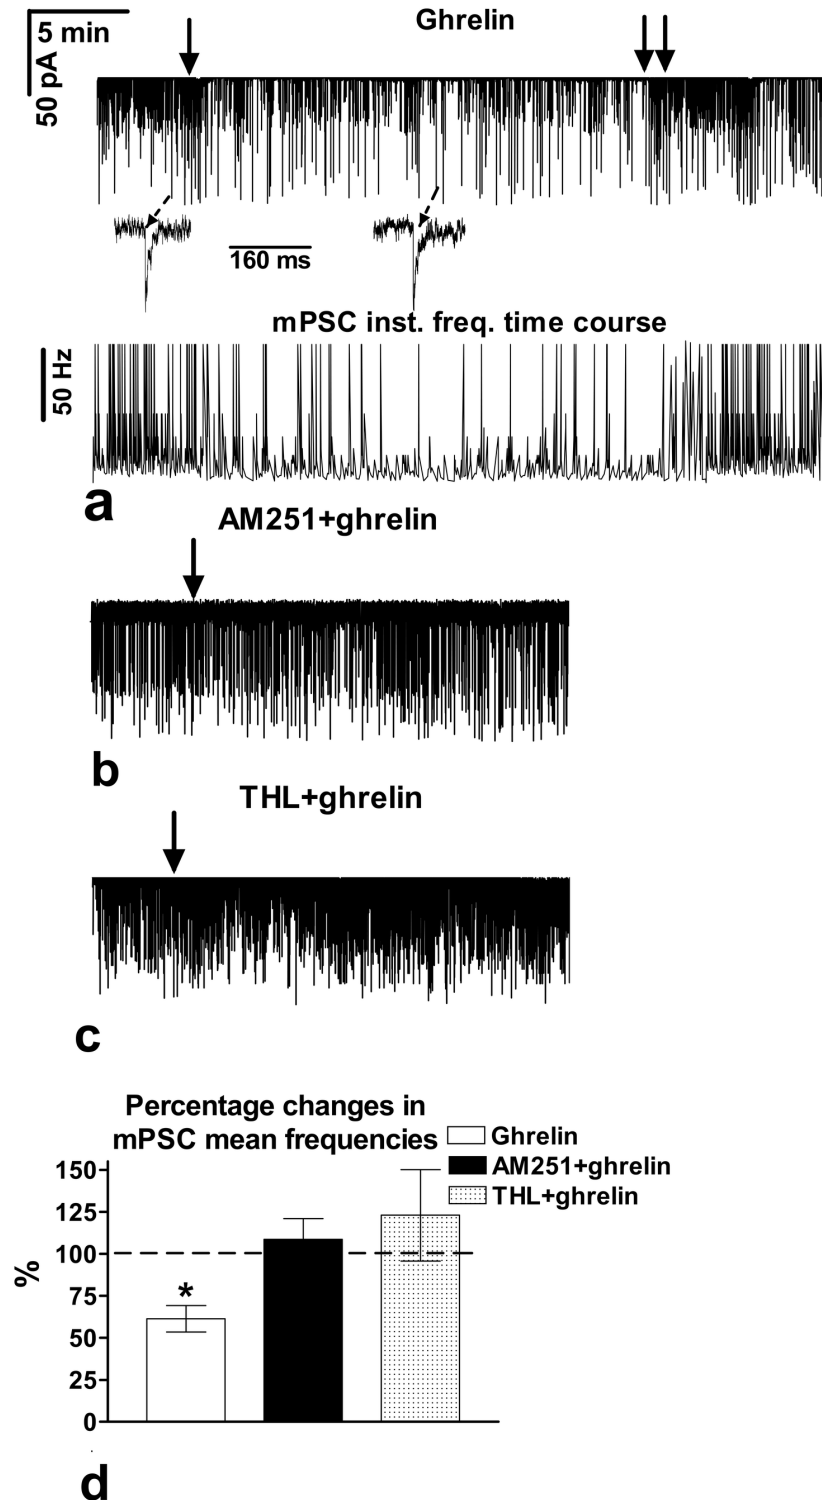 5 min
Ghrelin
50 pA
160 ms
mPSC inst. freq. time course
50 Hz
a
AM251+ghrelin
b
THL+ghrelin
c
Percentage changes in
mPSC mean frequencies
Ghrelin
AM251+ghrelin
THL+ghrelin
150
125
100
75
50
25
0
%
*
d